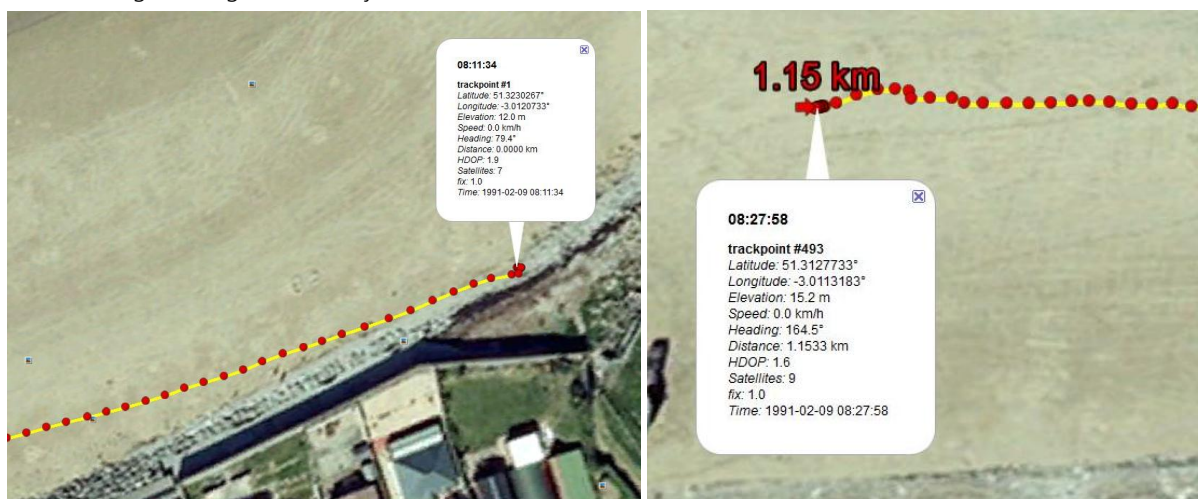 08:11:34
trackpoint #1
Latitude: 51.3230267°
Longitude: -3.0120733°
Elevation: 12.0 m
Speed: 0.0 km/h
Heading: 79.4°
Distance: 0.0000 km
HDOP: 1.9
Satellites: 7
fix: 1.0
Time: 1991-02-09 08:11:34
1.15 km
08:27:58
trackpoint #493
Latitude: 51.3127733°
Longitude: -3.0113183°
Elevation: 15.2 m
Speed: 0.0 km/h
Heading: 164.5°
Distance: 1.1533 km
HDOP: 1.6
Satellites: 9
fix: 1.0
Time: 1991-02-09 08:27:58